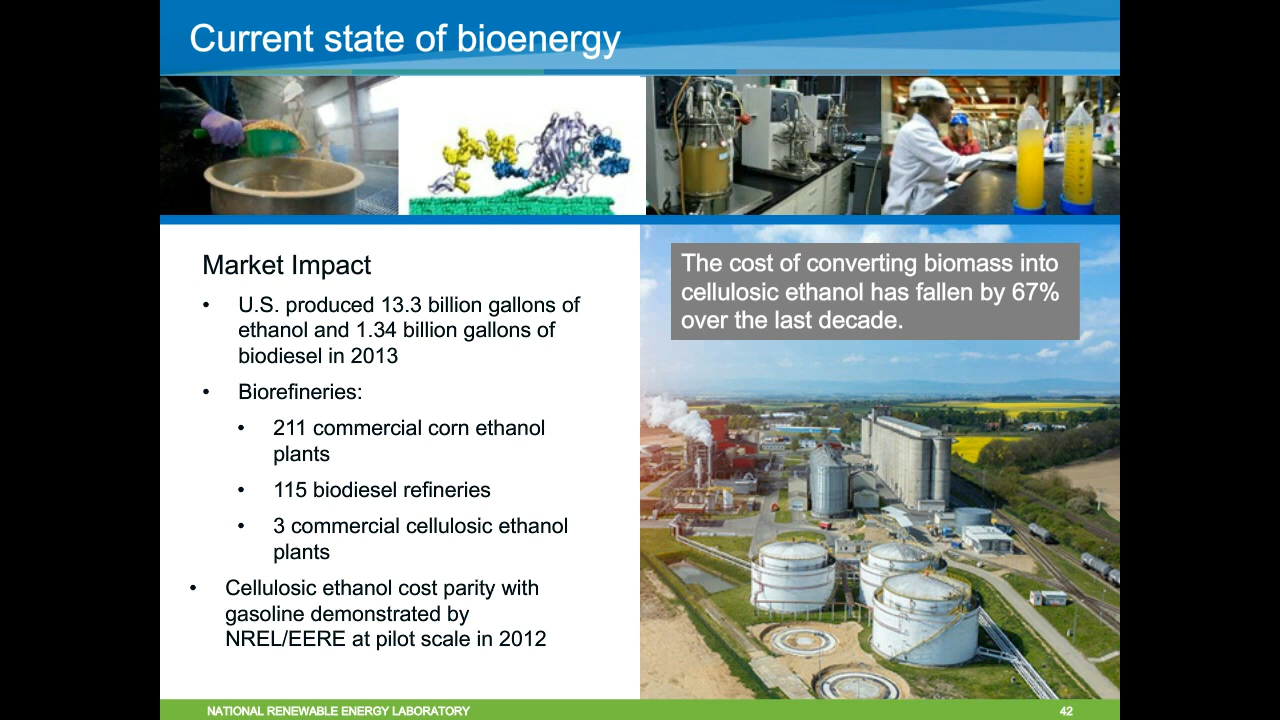 Current state of bioenergy
Market Impact
• U.S. produced 13.3 billion gallons of
ethanol and 1.34 billion gallons of
biodiesel in 2013
• Biorefineries:
• 211 commercial corn ethanol
plants
• 115 biodiesel refineries
• 3 commercial cellulosic ethanol
plants
• Cellulosic ethanol cost parity with
gasoline demonstrated by
NREL/EERE at pilot scale in 2012
The cost of converting biomass into
cellulosic ethanol has fallen by 67%
over the last decade.
NATIONAL RENEWABLE ENERGY LABORATORY
42